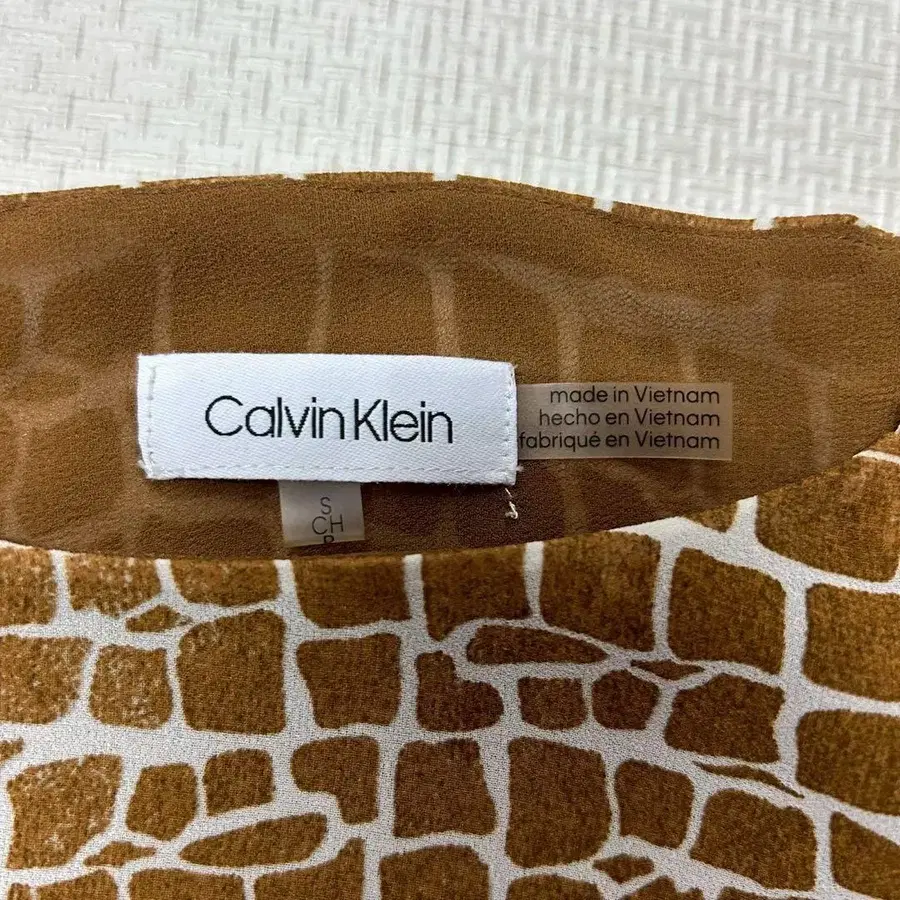 Calvin Klein
made in Vietnam
hecho en Vietnam
fabriqué en Vietnam
S
CH
P